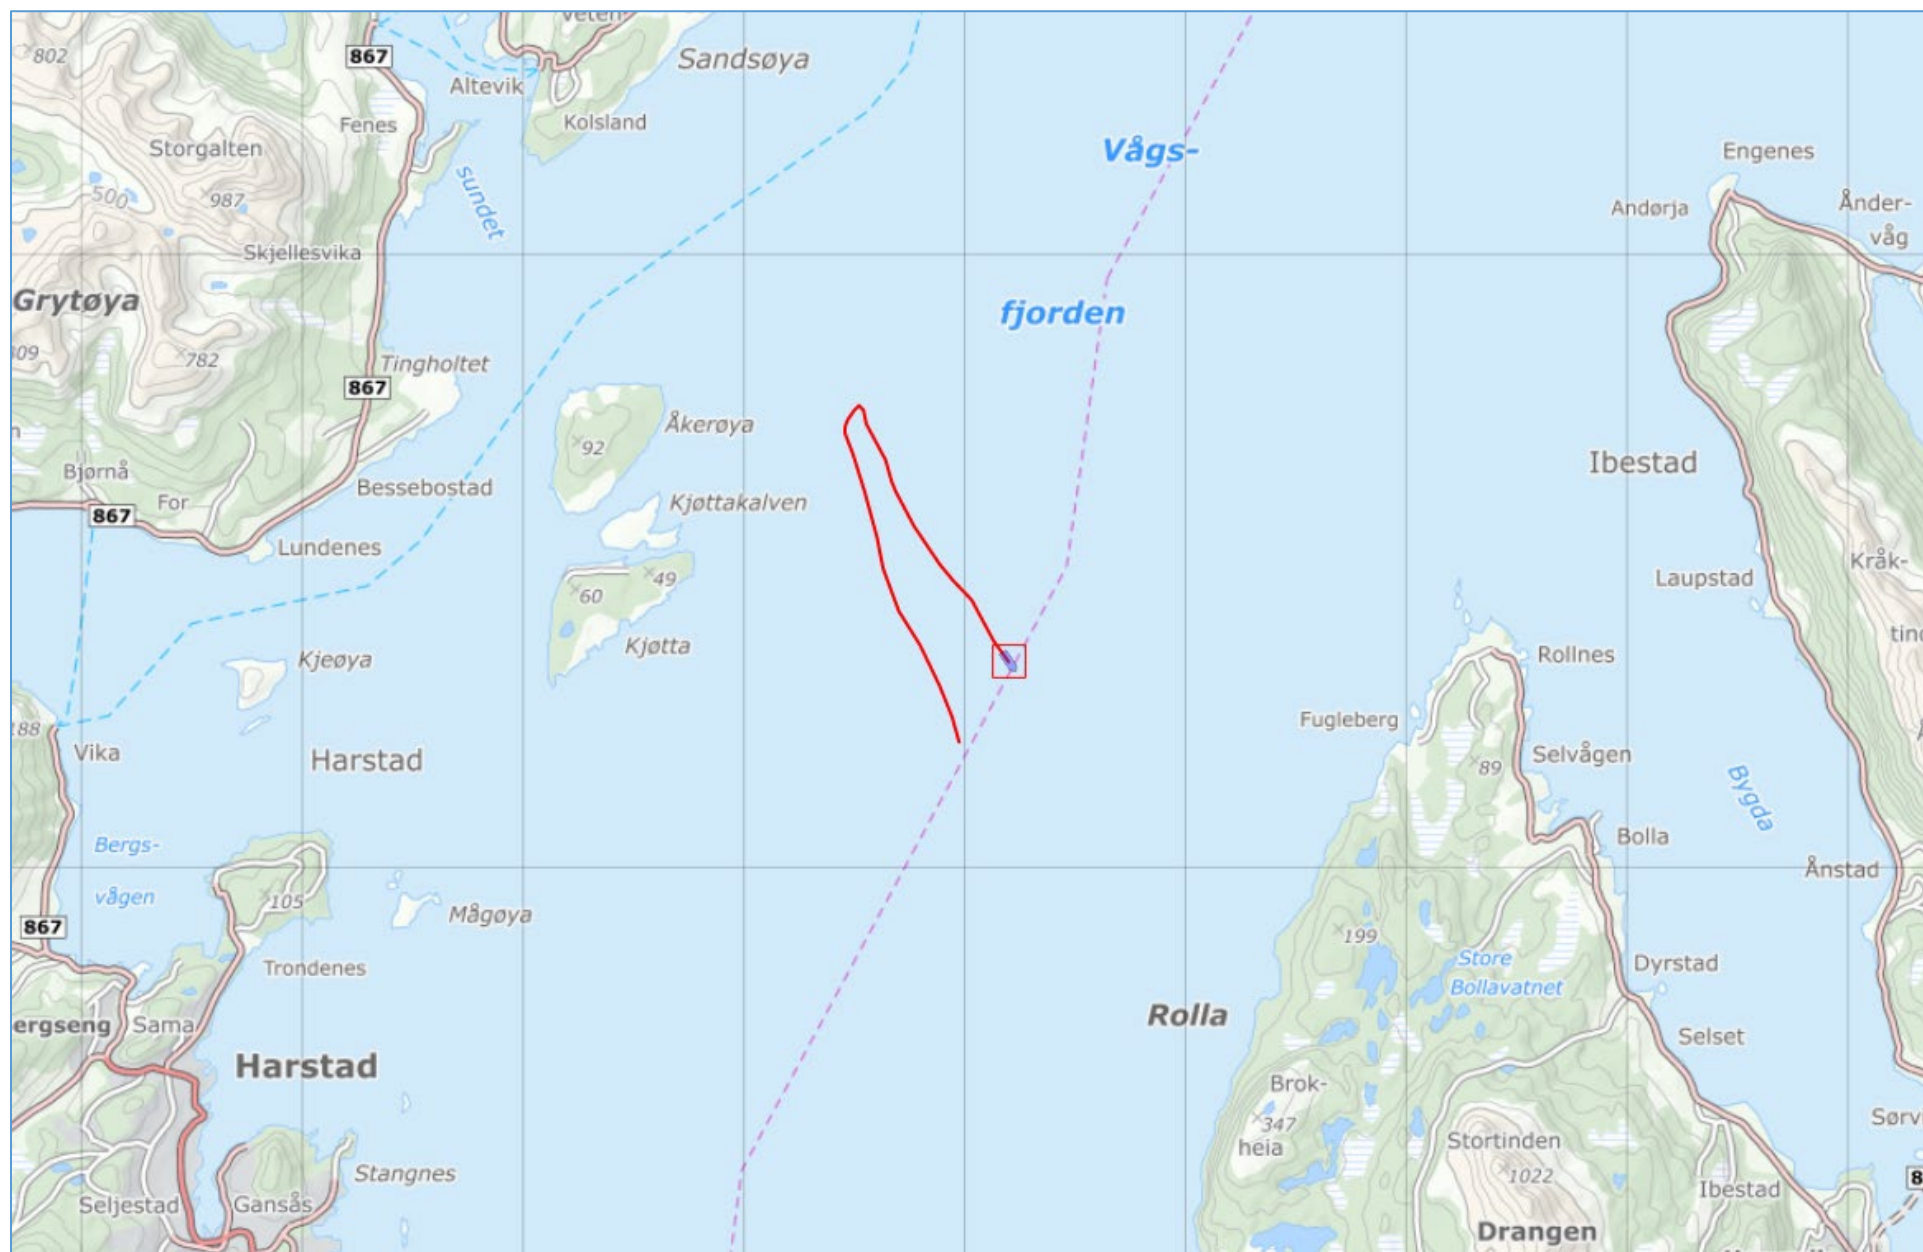 Veten-
802
867
Sandsøya
Altevik
Kolsland
Fenes
Storgalten
Vågs-
Engenes
500
987
sundet
Andørja
Ånder-
våg
Skjellesvika
Grytøya
fjorden
782
Tingholtet
867
Åkerøya
92
Bjørnå
For
Bessebostad
Kjøttakalven
Ibestad
867
Lundenes
Kråk-
49
60
Laupstad
Kjøtta
Kjeøya
Rollnes
Fugleberg
188
Vika
Harstad
Selvågen
89
Bygda
Bolla
Bergs-
vågen
Ånstad
105
Mågøya
867
199
Store
Bollavatnet
Dyrstad
Trondenes
Rolla
ergseng
Sama
Selset
Harstad
Brok-
heia
347
Stortinden
1022
Stangnes
Ibestad
Seljestad
Gansås
Drangen